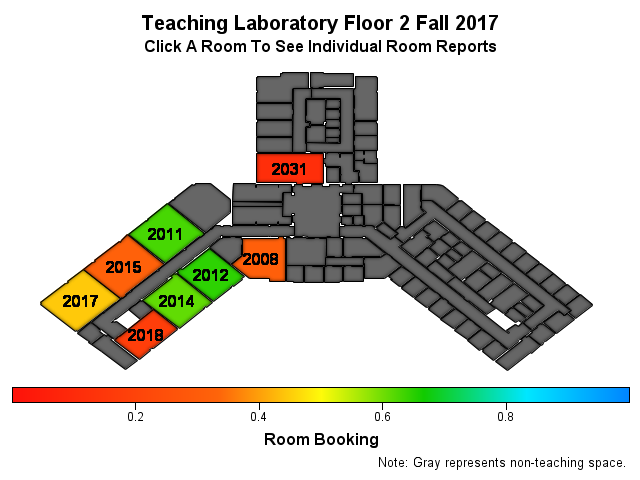 Teaching Laboratory Floor 2 Fall 2017
Click A Room To See Individual Room Reports
2031
2011
2015
2008
2012
2017
2014
2018
0.2 0.4 0.6 0.8
Room Booking
Note: Gray represents non-teaching space.